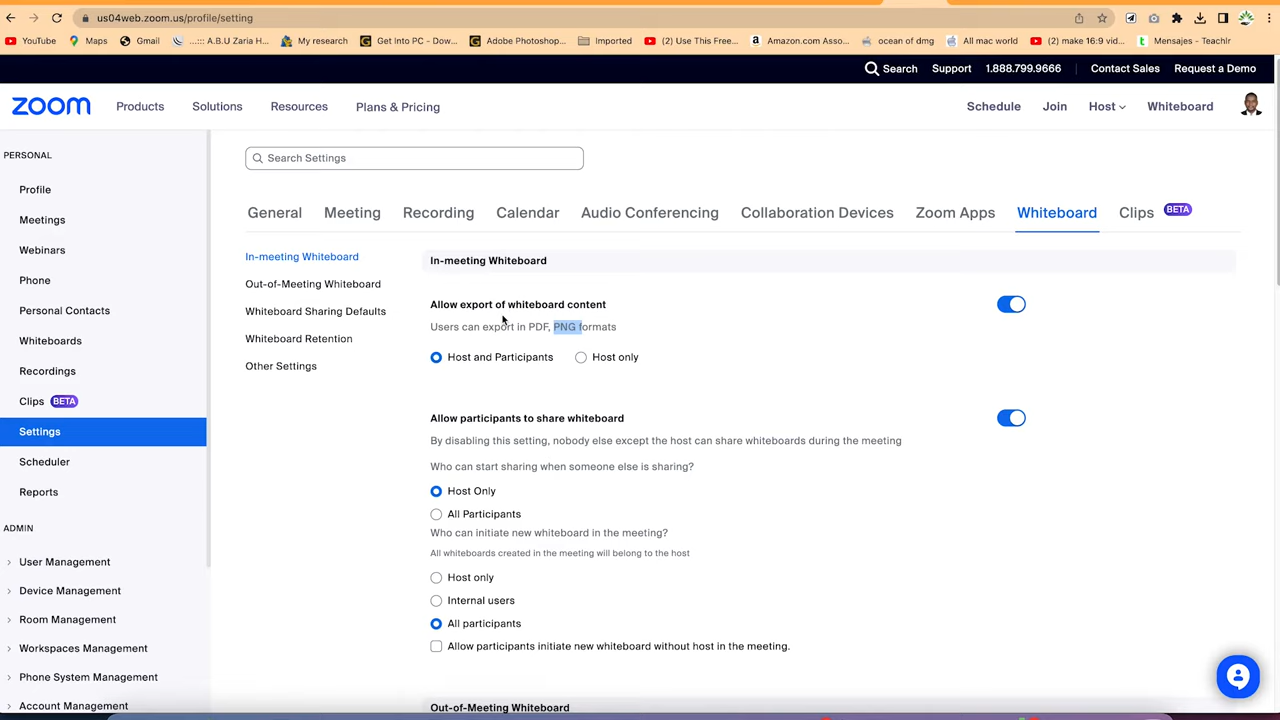 us04web.zoom.us/profile/setting
YouTube Maps Gmail ...::: A.B.U Zaria H... My research Get Into PC - Dow... Adobe Photoshop... Imported (2) Use This Free... Amazon.com Asso... ocean of dmg All mac world (2) make 16:9 vid... Mensajes - Teachlr
Search Support 1.888.799.9666 Contact Sales Request a Demo
zoom Products Solutions Resources Plans & Pricing Schedule Join Host Whiteboard
PERSONAL
Profile
Meetings
Webinars
Phone
Personal Contacts
Whiteboards
Recordings
Clips BETA
Settings
Scheduler
Reports
ADMIN
User Management
Device Management
Room Management
Workspaces Management
Phone System Management
Account Management
Search Settings
General Meeting Recording Calendar Audio Conferencing Collaboration Devices Zoom Apps Whiteboard Clips BETA
In-meeting Whiteboard
Out-of-Meeting Whiteboard
Whiteboard Sharing Defaults
Whiteboard Retention
Other Settings
In-meeting Whiteboard
Allow export of whiteboard content
Users can export in PDF, PNG formats
Host and Participants Host only
Allow participants to share whiteboard
By disabling this setting, nobody else except the host can share whiteboards during the meeting
Who can start sharing when someone else is sharing?
Host Only
All Participants
Who can initiate new whiteboard in the meeting?
All whiteboards created in the meeting will belong to the host
Host only
Internal users
All participants
Allow participants initiate new whiteboard without host in the meeting.
Out-of-Meeting Whiteboard